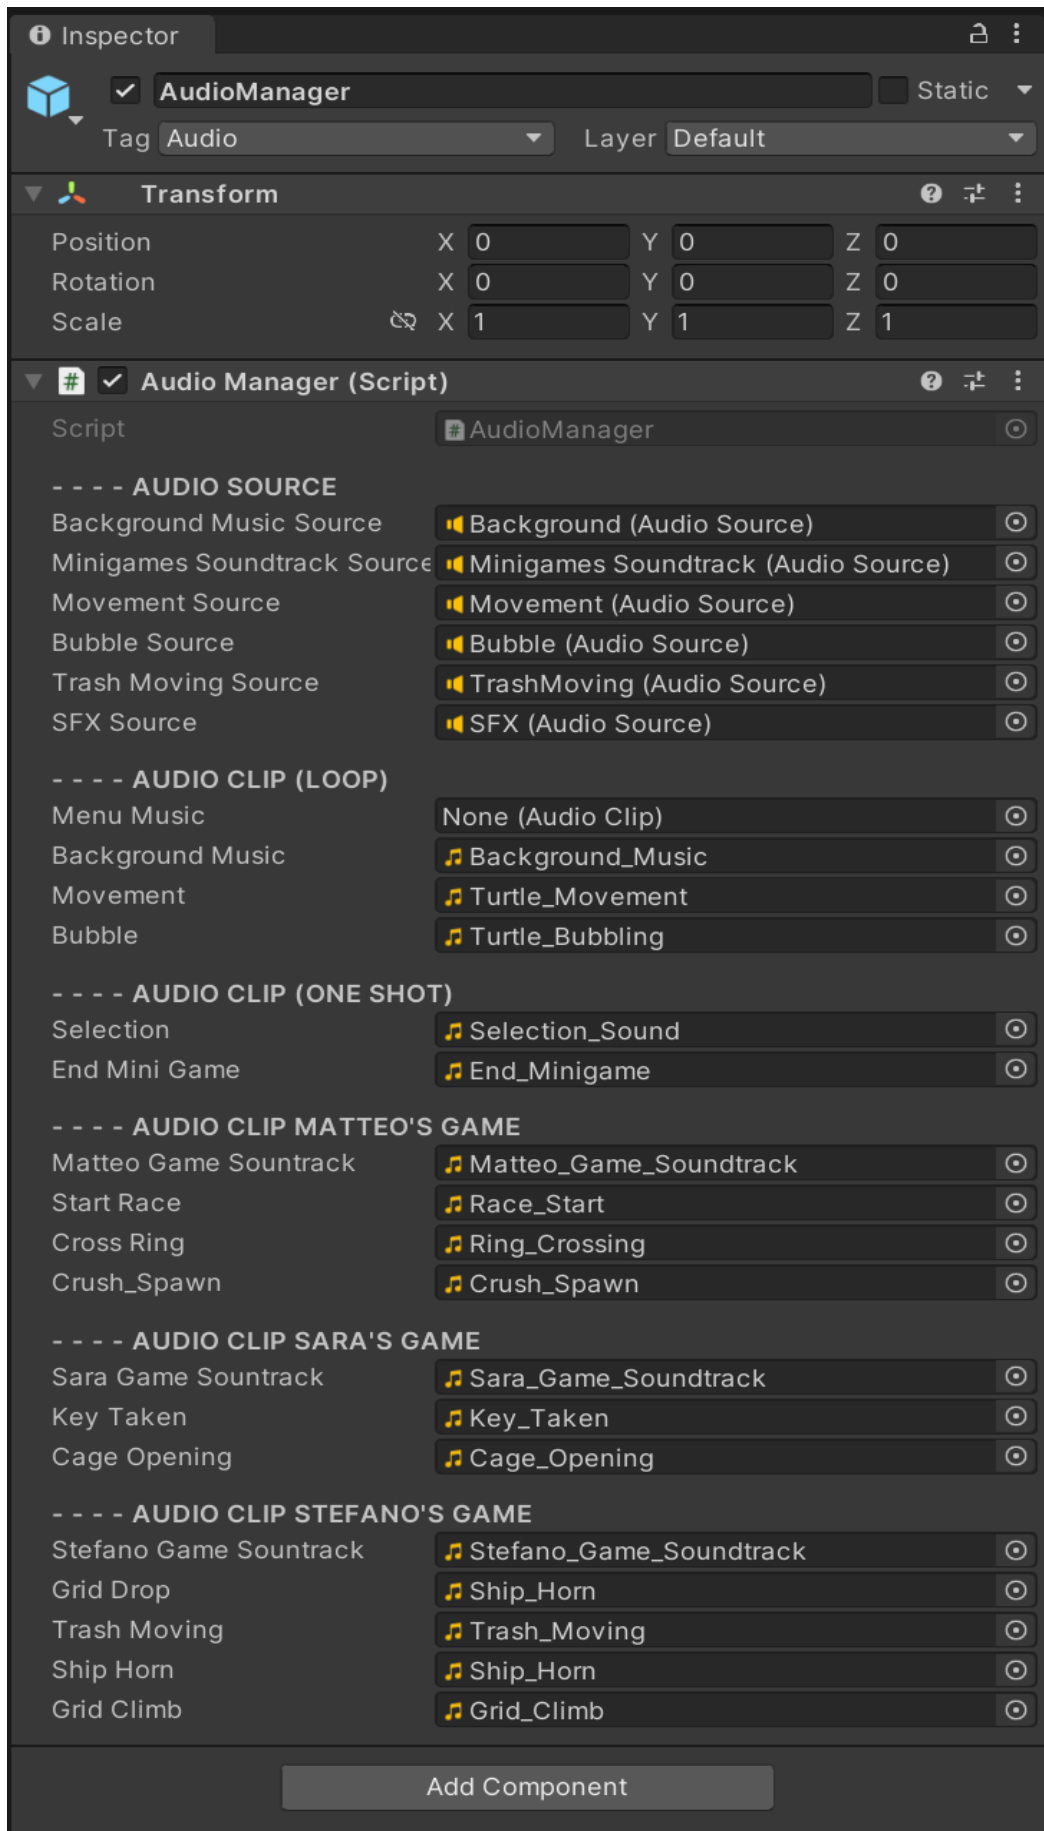 Inspector
AudioManager Static
Tag Audio Layer Default
Transform
Position X 0 Y 0 Z 0
Rotation X 0 Y 0 Z 0
Scale X 1 Y 1 Z 1
# Audio Manager (Script)
Script # AudioManager
- - - - AUDIO SOURCE
Background Music Source Background (Audio Source)
Minigames Soundtrack Source Minigames Soundtrack (Audio Source)
Movement Source Movement (Audio Source)
Bubble Source Bubble (Audio Source)
Trash Moving Source TrashMoving (Audio Source)
SFX Source SFX (Audio Source)
- - - - AUDIO CLIP (LOOP)
Menu Music None (Audio Clip)
Background Music Background_Music
Movement Turtle_Movement
Bubble Turtle_Bubbling
- - - - AUDIO CLIP (ONE SHOT)
Selection Selection_Sound
End Mini Game End_Minigame
- - - - AUDIO CLIP MATTEO'S GAME
Matteo Game Sountrack Matteo_Game_Soundtrack
Start Race Race_Start
Cross Ring Ring_Crossing
Crush_Spawn Crush_Spawn
- - - - AUDIO CLIP SARA'S GAME
Sara Game Sountrack Sara_Game_Soundtrack
Key Taken Key_Taken
Cage Opening Cage_Opening
- - - - AUDIO CLIP STEFANO'S GAME
Stefano Game Sountrack Stefano_Game_Soundtrack
Grid Drop Ship_Horn
Trash Moving Trash_Moving
Ship Horn Ship_Horn
Grid Climb Grid_Climb
Add Component